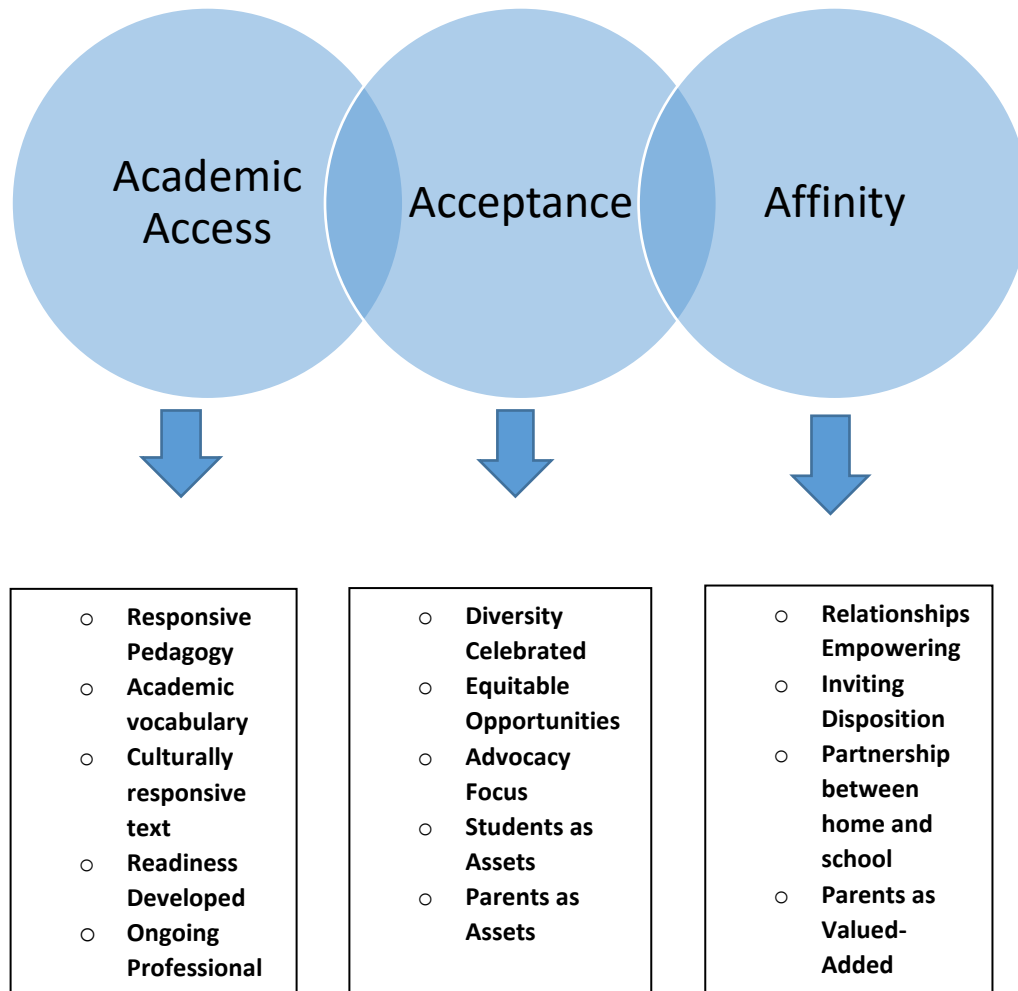 Academic
Access
Acceptance
Affinity
o Responsive
Pedagogy
o Academic
vocabulary
o Culturally
responsive
text
o Readiness
Developed
o Ongoing
Professional
o Diversity
Celebrated
o Equitable
Opportunities
o Advocacy
Focus
o Students as
Assets
o Parents as
Assets
o Relationships
Empowering
o Inviting
Disposition
o Partnership
between
home and
school
o Parents as
Valued-
Added